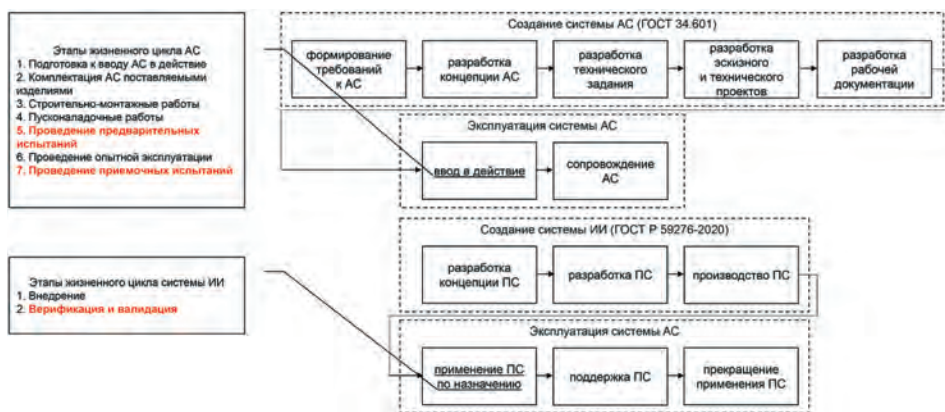 Этапы жизненного цикла АС
1. Подготовка к вводу АС в действие
2. Комплектация АС поставляемыми
изделиями
3. Строительно-монтажные работы
4. Пусконаладочные работы
5. Проведение предварительных
испытаний
6. Проведение опытной эксплуатации
7. Проведение приемочных испытаний
Создание системы АС (ГОСТ 34.601)
формирование
требований
к АС
разработка
концепции АС
разработка
технического
задания
разработка
эскизного
и технического
проектов
разработка
рабочей
документации
Эксплуатация системы АС
ввод в действие
сопровождение
АС
Этапы жизненного цикла системы ИИ
1. Внедрение
2. Верификация и валидация
Создание системы ИИ (ГОСТ Р 59276-2020)
разработка
концепции ПС
разработка ПС
производство ПС
Эксплуатация системы АС
применение ПС
по назначению
поддержка ПС
прекращение
применения ПС